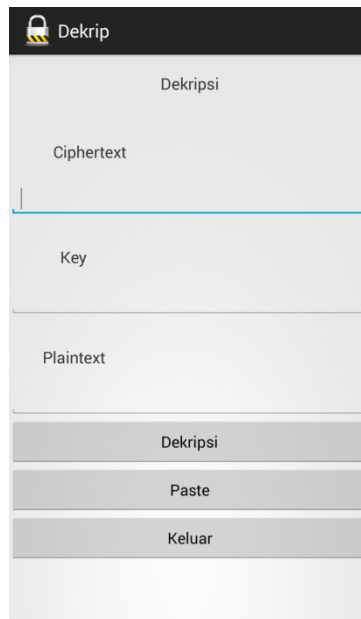 Dekrip
Dekripsi
Ciphertext
Key
Plaintext
Dekripsi
Paste
Keluar